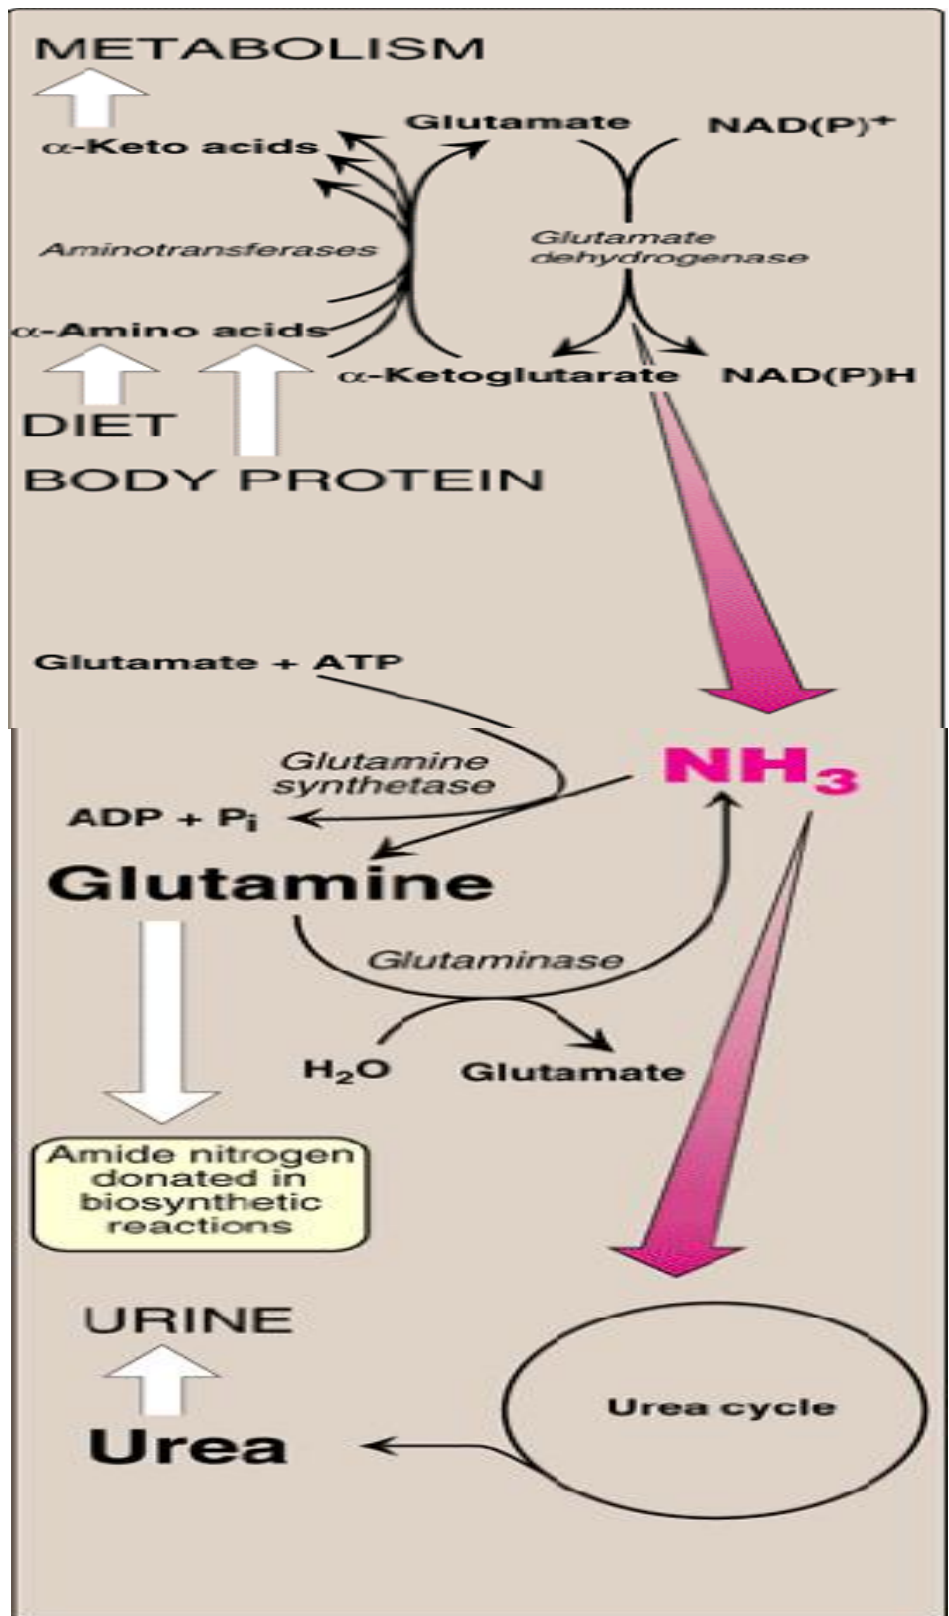 METABOLISM
Glutamate
NAD(P)⁺
α-Keto acids
Aminotransferases
Glutamate
dehydrogenase
α-Amino acids
α-Ketoglutarate
NAD(P)H
DIET
BODY PROTEIN
Glutamate + ATP
NH₃
Glutamine
synthetase
ADP + Pᵢ
Glutamine
Glutaminase
H₂O
Glutamate
Amide nitrogen
donated in
biosynthetic
reactions
URINE
Urea cycle
Urea